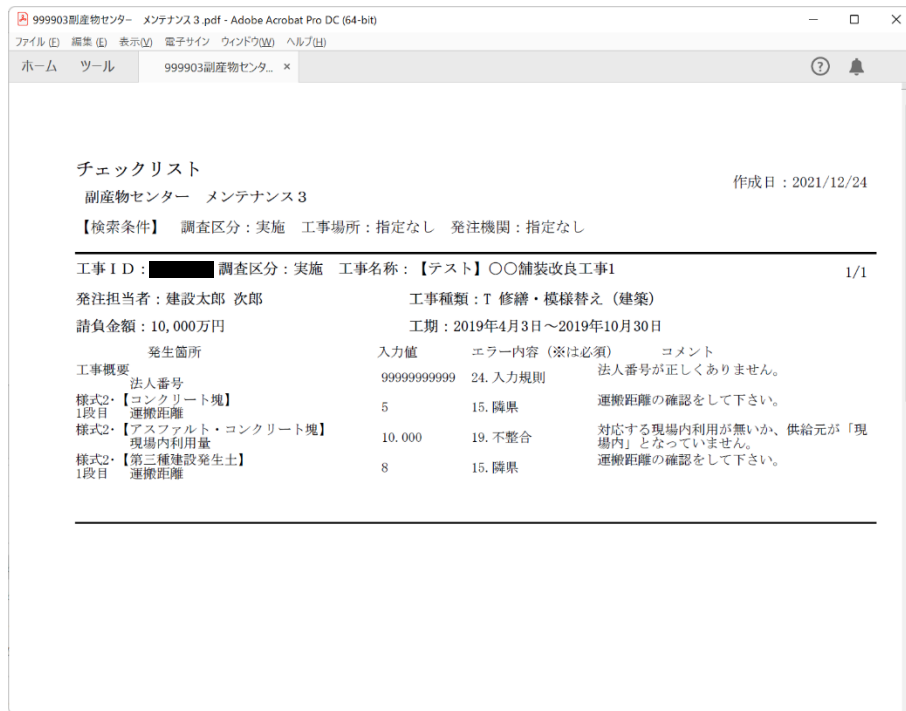 999903副産物センター メンテナンス3.pdf - Adobe Acrobat Pro DC (64-bit)
ファイル(F) 編集(E) 表示(V) 電子サイン ウィンドウ(W) ヘルプ(H)
ホーム ツール 999903副産物センタ... ×
チェックリスト
作成日：2021/12/24
副産物センター メンテナンス3
【検索条件】 調査区分：実施 工事場所：指定なし 発注機関：指定なし
工事ID： 調査区分：実施 工事名称：【テスト】○○舗装改良工事1 1/1
発注担当者：建設太郎 次郎 工事種類：T 修繕・模様替え（建築）
請負金額：10,000万円 工期：2019年4月3日～2019年10月30日
発生箇所 入力値 エラー内容（※は必須） コメント
工事概要
法人番号 99999999999 24.入力規則 法人番号が正しくありません。
様式2・【コンクリート塊】
1段目 運搬距離 5 15.隣県 運搬距離の確認をして下さい。
様式2・【アスファルト・コンクリート塊】
現場内利用量 10.000 19.不整合 対応する現場内利用が無いか、供給元が「現
場内」となっていません。
様式2・【第三種建設発生土】
1段目 運搬距離 8 15.隣県 運搬距離の確認をして下さい。